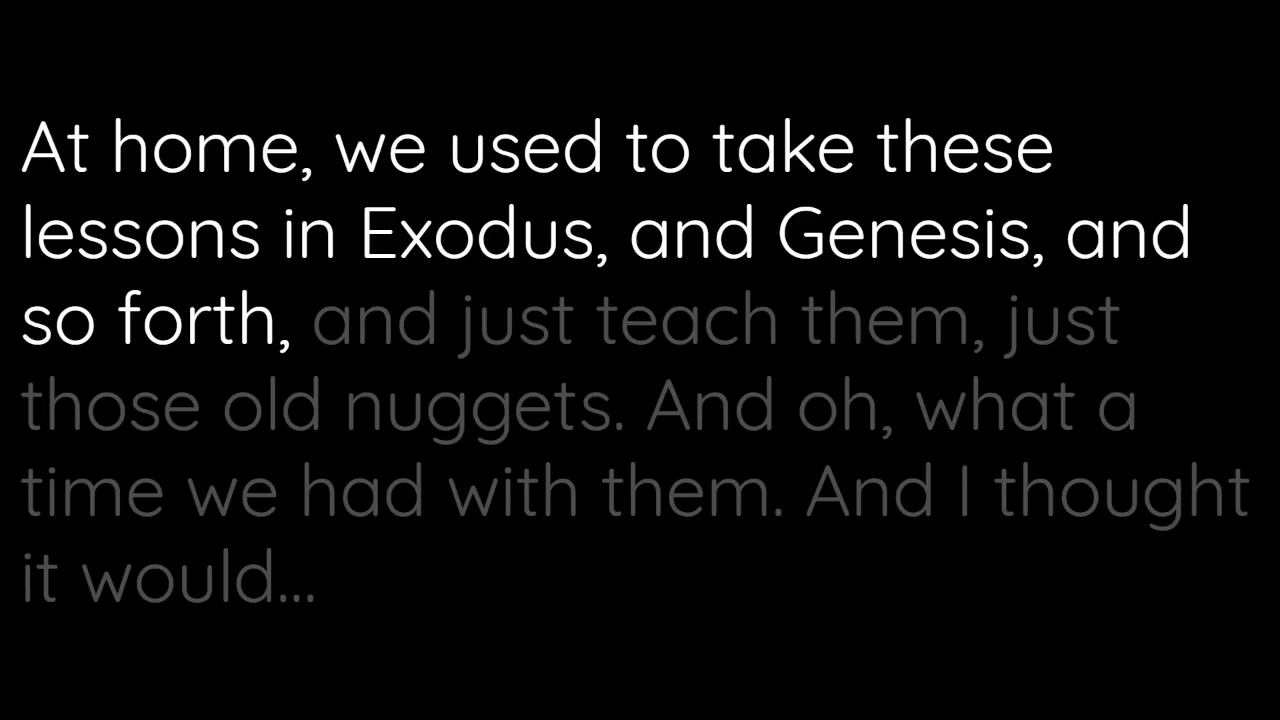 At home, we used to take these
lessons in Exodus, and Genesis, and
so forth, and just teach them, just
those old nuggets. And oh, what a
time we had with them. And I thought
it would...